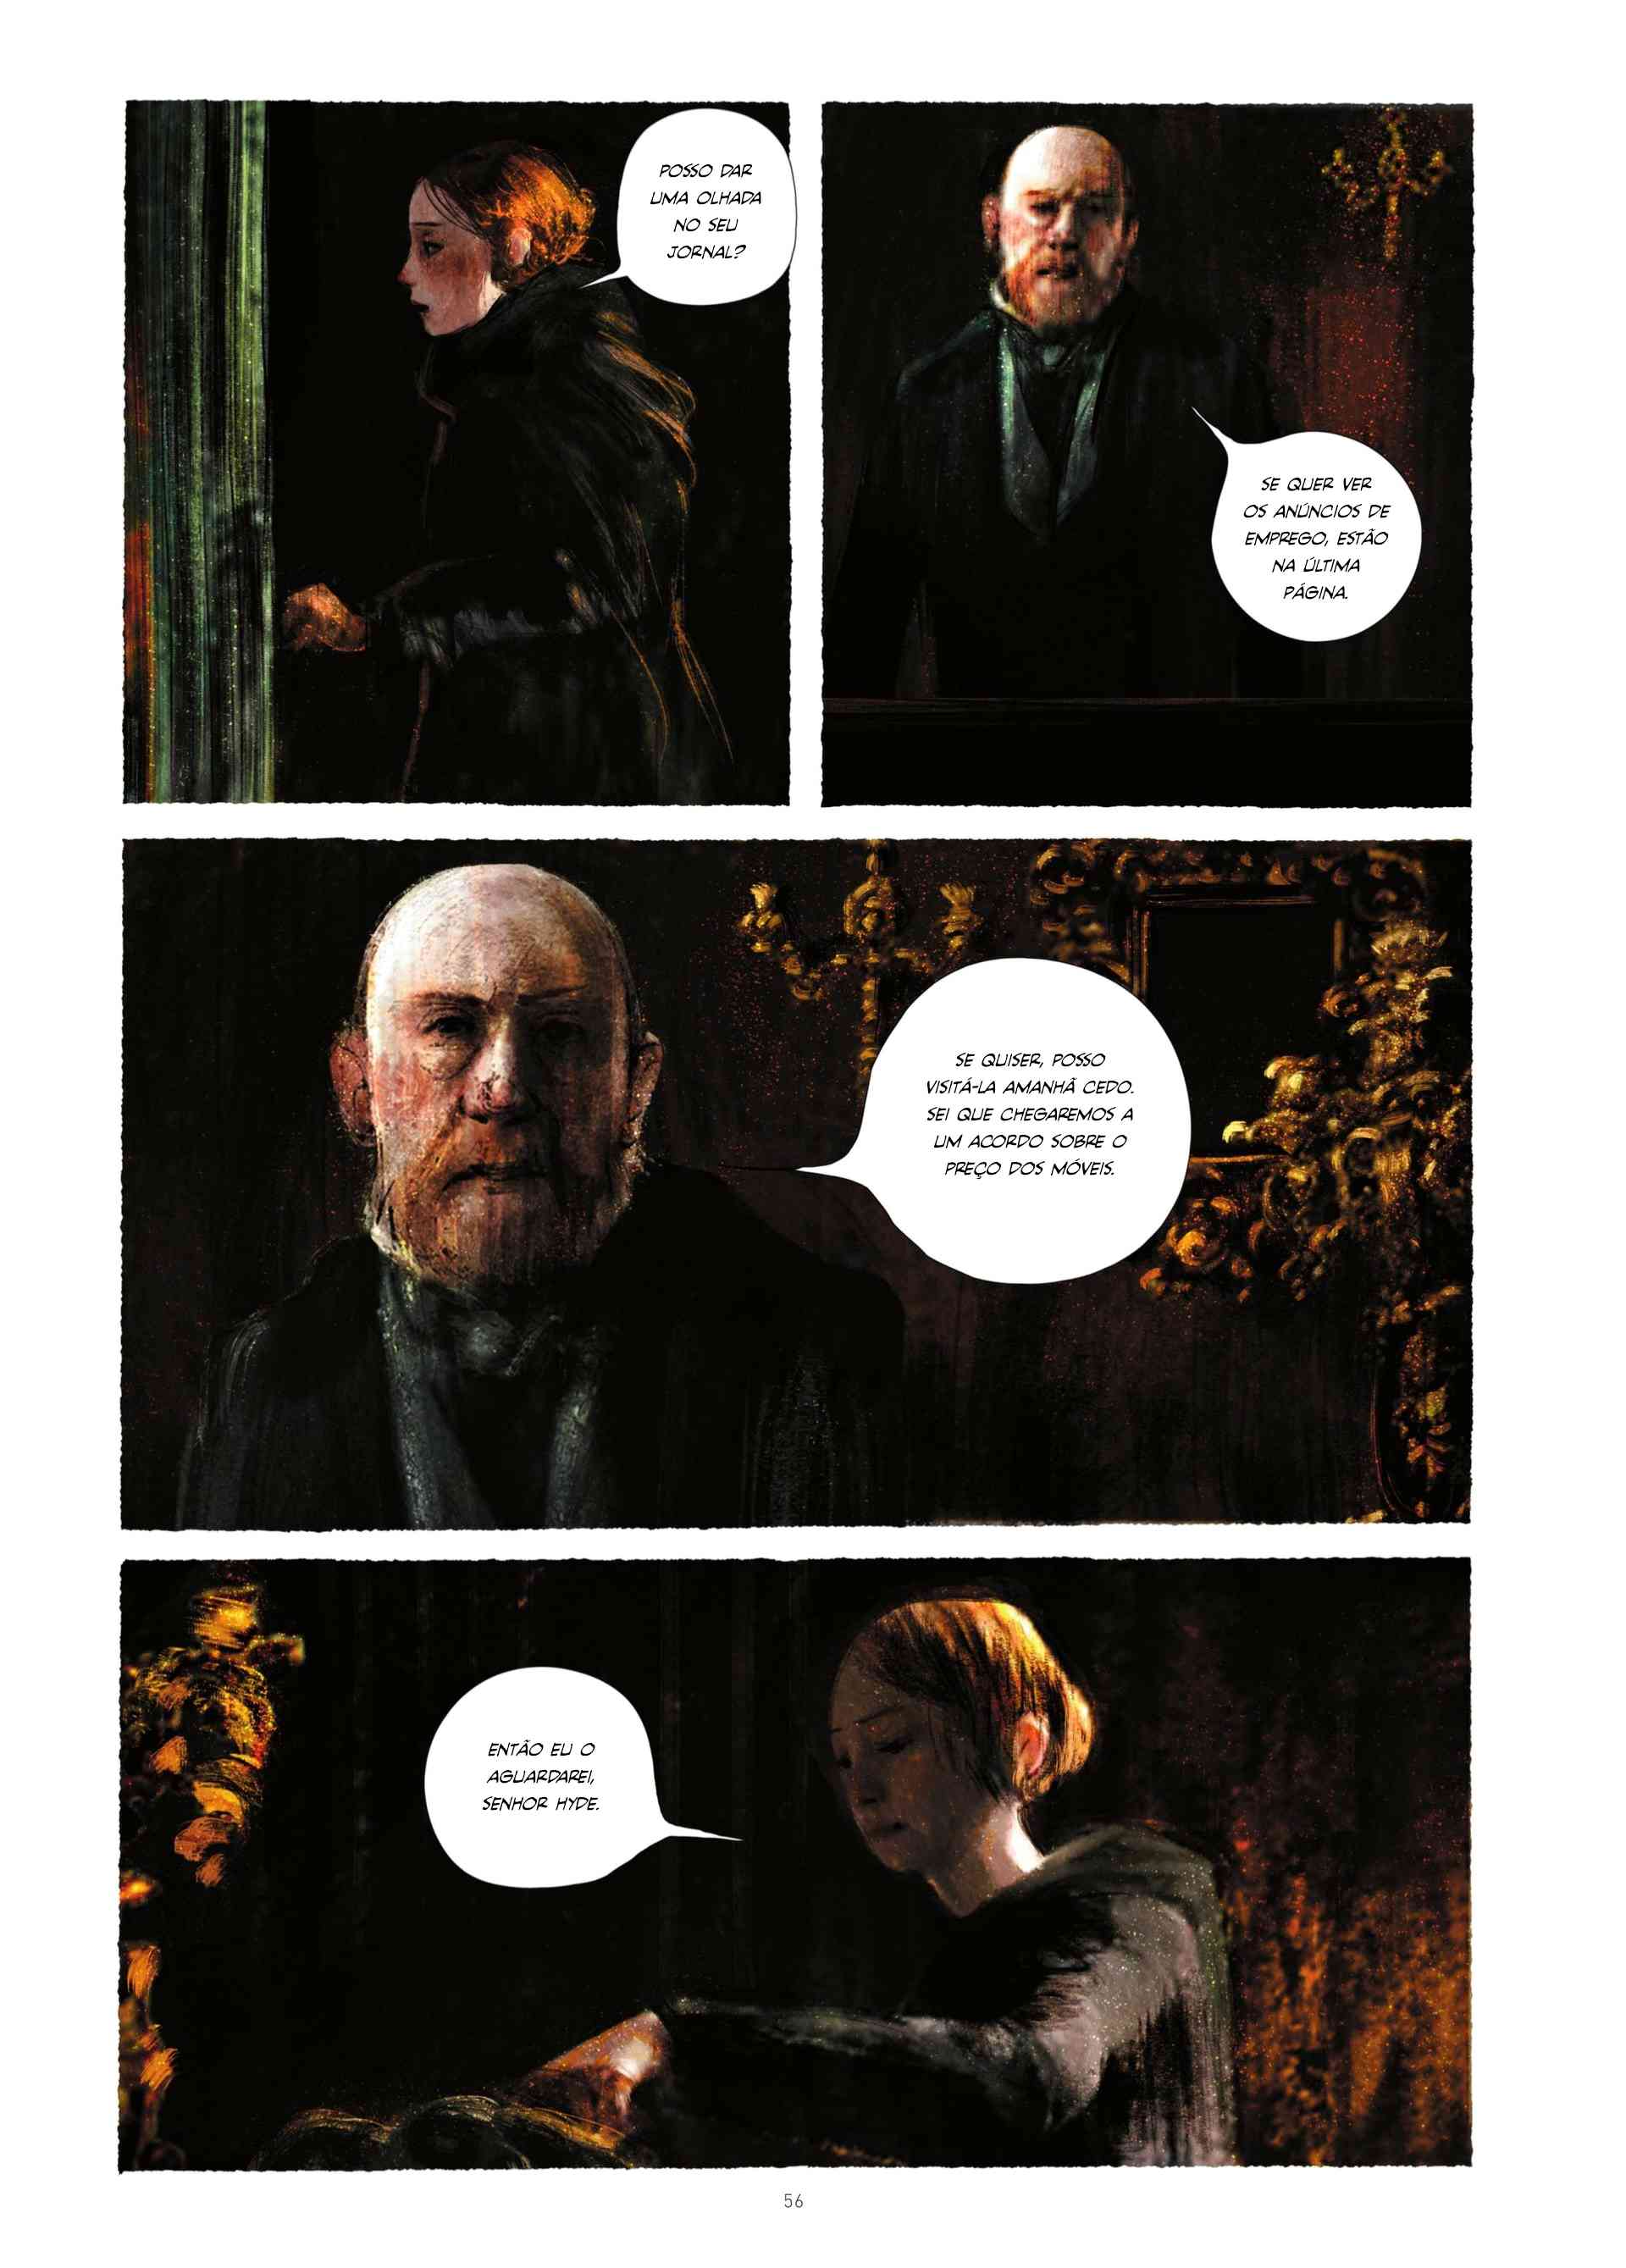 POSSO DAR
UMA OLHADA
NO SEU
JORNAL?
SE QUER VER
OS ANÚNCIOS DE
EMPREGO, ESTÃO
NA ÚLTIMA
PÁGINA.
SE QUISER, POSSO
VISITÁ-LA AMANHÃ CEDO.
SEI QUE CHEGAREMOS A
UM ACORDO SOBRE O
PREÇO DOS MÓVEIS.
ENTÃO EU O
AGUARDAREI,
SENHOR HYDE.
56